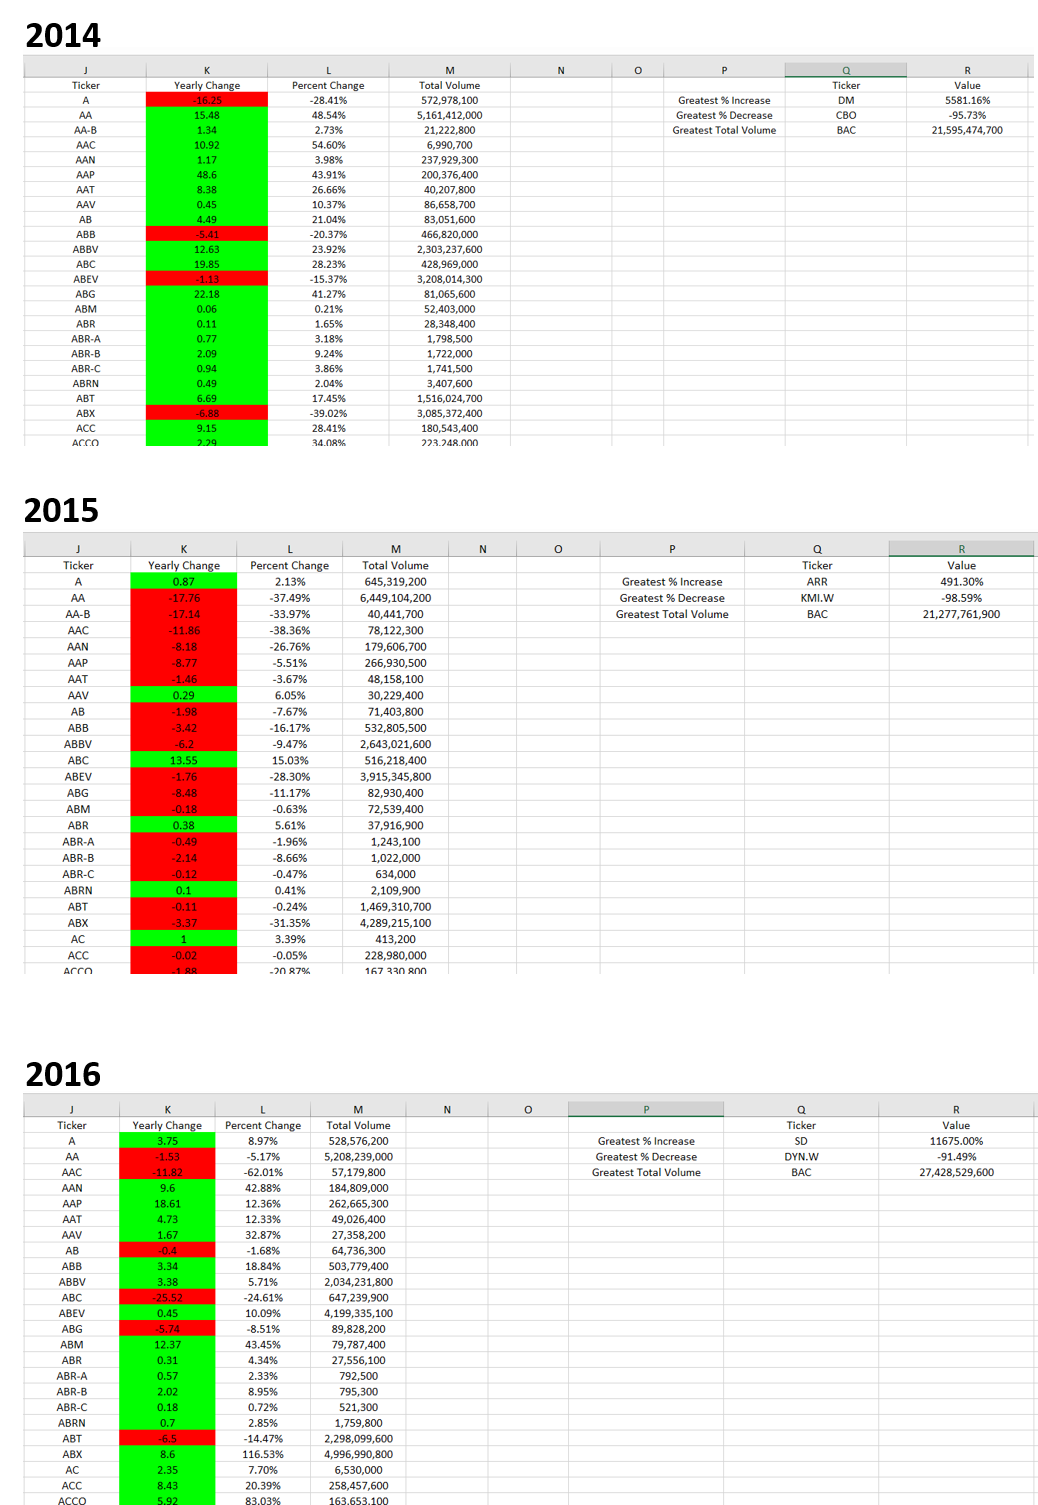 2014
J K L M N O P Q R
Ticker Yearly Change Percent Change Total Volume Ticker Value
A -16.25 -28.41% 572,978,100 Greatest % Increase DM 5581.16%
AA 15.48 48.54% 5,161,412,000 Greatest % Decrease CBO -95.73%
AA-B 1.34 2.73% 21,222,800 Greatest Total Volume BAC 21,595,474,700
AAC 10.92 54.60% 6,990,700
AAN 1.17 3.98% 237,929,300
AAP 48.6 43.91% 200,376,400
AAT 8.38 26.66% 40,207,800
AAV 0.45 10.37% 86,658,700
AB 4.49 21.04% 83,051,600
ABB -5.41 -20.37% 466,820,000
ABBV 12.63 23.92% 2,303,237,600
ABC 19.85 28.23% 428,969,000
ABEV -1.13 -15.37% 3,208,014,300
ABG 22.18 41.27% 81,065,600
ABM 0.06 0.21% 52,403,000
ABR 0.11 1.65% 28,348,400
ABR-A 0.77 3.18% 1,798,500
ABR-B 2.09 9.24% 1,722,000
ABR-C 0.94 3.86% 1,741,500
ABRN 0.49 2.04% 3,407,600
ABT 6.69 17.45% 1,516,024,700
ABX -6.88 -39.02% 3,085,372,400
ACC 9.15 28.41% 180,543,400
ACCO 2.29 34.08% 223,248,000
2015
J K L M N O P Q R
Ticker Yearly Change Percent Change Total Volume Ticker Value
A 0.87 2.13% 645,319,200 Greatest % Increase ARR 491.30%
AA -17.76 -37.49% 6,449,104,200 Greatest % Decrease KMI.W -98.59%
AA-B -17.14 -33.97% 40,441,700 Greatest Total Volume BAC 21,277,761,900
AAC -11.86 -38.36% 78,122,300
AAN -8.18 -26.76% 179,606,700
AAP -8.77 -5.51% 266,930,500
AAT -1.46 -3.67% 48,158,100
AAV 0.29 6.05% 30,229,400
AB -1.98 -7.67% 71,403,800
ABB -3.42 -16.17% 532,805,500
ABBV -6.2 -9.47% 2,643,021,600
ABC 13.55 15.03% 516,218,400
ABEV -1.76 -28.30% 3,915,345,800
ABG -8.48 -11.17% 82,930,400
ABM -0.18 -0.63% 72,539,400
ABR 0.38 5.61% 37,916,900
ABR-A -0.49 -1.96% 1,243,100
ABR-B -2.14 -8.66% 1,022,000
ABR-C -0.12 -0.47% 634,000
ABRN 0.1 0.41% 2,109,900
ABT -0.11 -0.24% 1,469,310,700
ABX -3.37 -31.35% 4,289,215,100
AC 1 3.39% 413,200
ACC -0.02 -0.05% 228,980,000
ACCO -1.88 -20.87% 167,330,800
2016
J K L M N O P Q R
Ticker Yearly Change Percent Change Total Volume Ticker Value
A 3.75 8.97% 528,576,200 Greatest % Increase SD 11675.00%
AA -1.53 -5.17% 5,208,239,000 Greatest % Decrease DYN.W -91.49%
AAC -11.82 -62.01% 57,179,800 Greatest Total Volume BAC 27,428,529,600
AAN 9.6 42.88% 184,809,000
AAP 18.61 12.36% 262,665,300
AAT 4.73 12.33% 49,026,400
AAV 1.67 32.87% 27,358,200
AB -0.4 -1.68% 64,736,300
ABB 3.34 18.84% 503,779,400
ABBV 3.38 5.71% 2,034,231,800
ABC -25.52 -24.61% 647,239,900
ABEV 0.45 10.09% 4,199,335,100
ABG -5.74 -8.51% 89,828,200
ABM 12.37 43.45% 79,787,400
ABR 0.31 4.34% 27,556,100
ABR-A 0.57 2.33% 792,500
ABR-B 2.02 8.95% 795,300
ABR-C 0.18 0.72% 521,300
ABRN 0.7 2.85% 1,759,800
ABT -6.5 -14.47% 2,298,099,600
ABX 8.6 116.53% 4,996,990,800
AC 2.35 7.70% 6,530,000
ACC 8.43 20.39% 258,457,600
ACCO 5.92 83.03% 163,653,100